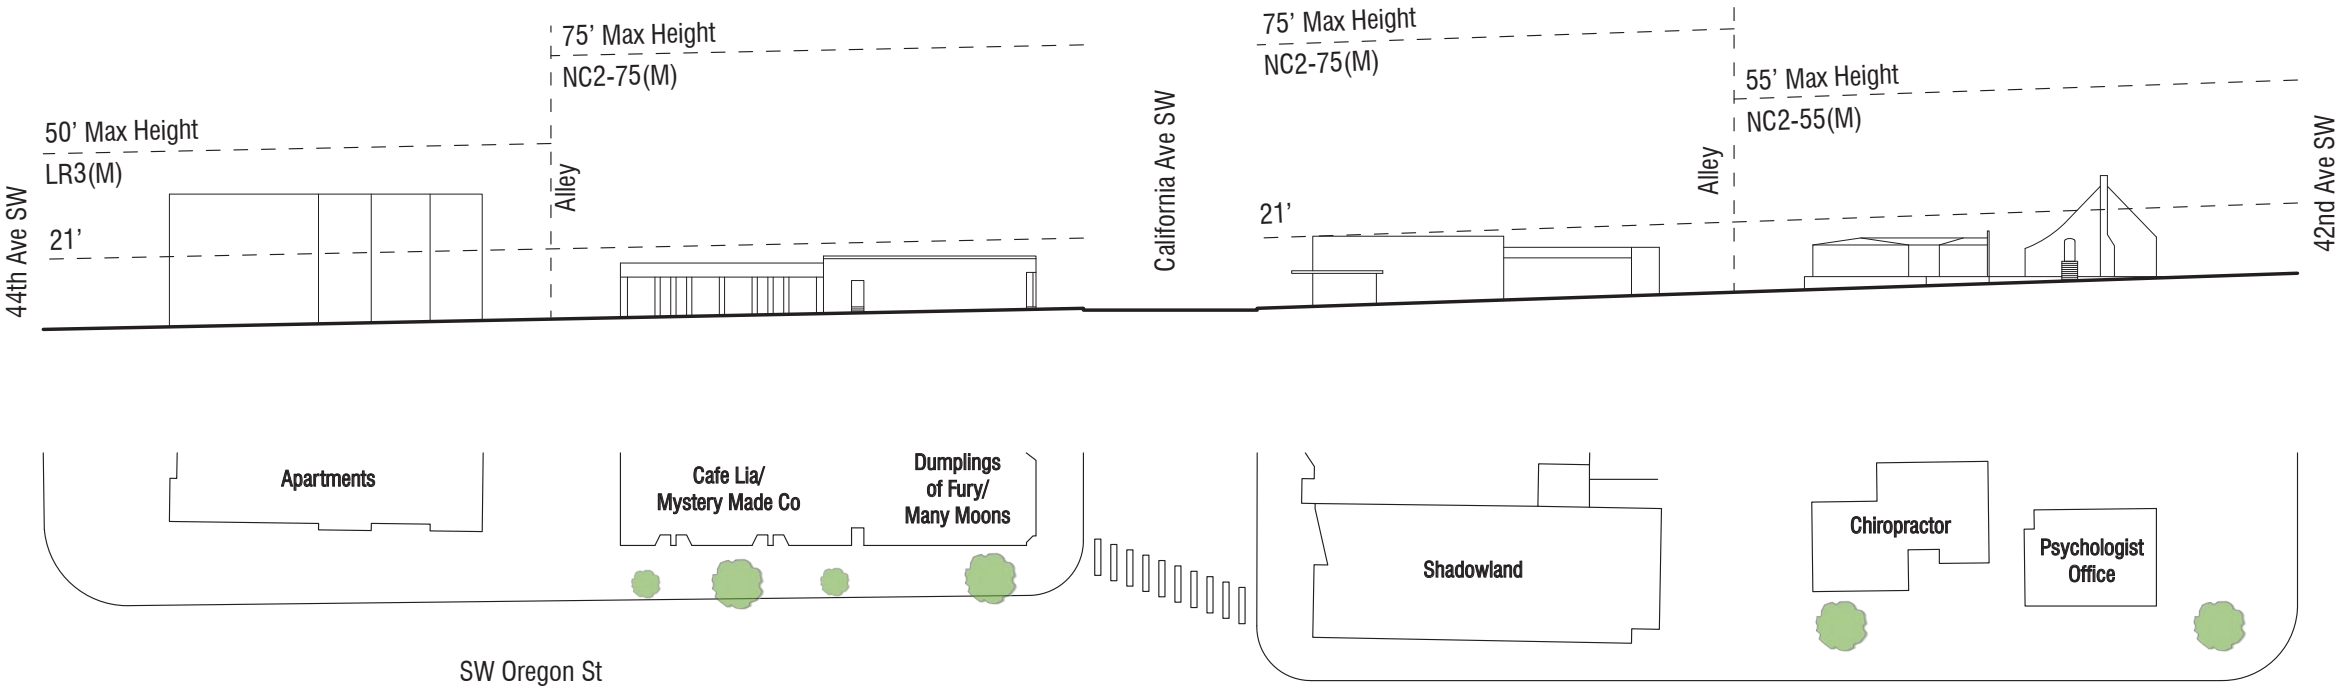 75’ Max Height
NC2-75(M)
75’ Max Height
NC2-75(M)
55’ Max Height
NC2-55(M)
50’ Max Height
LR3(M)
21’
21’
44th Ave SW
Alley
California Ave SW
Alley
42nd Ave SW
Apartments
Cafe Lia/
Mystery Made Co
Dumplings
of Fury/
Many Moons
Shadowland
Chiropractor
Psychologist
Office
SW Oregon St